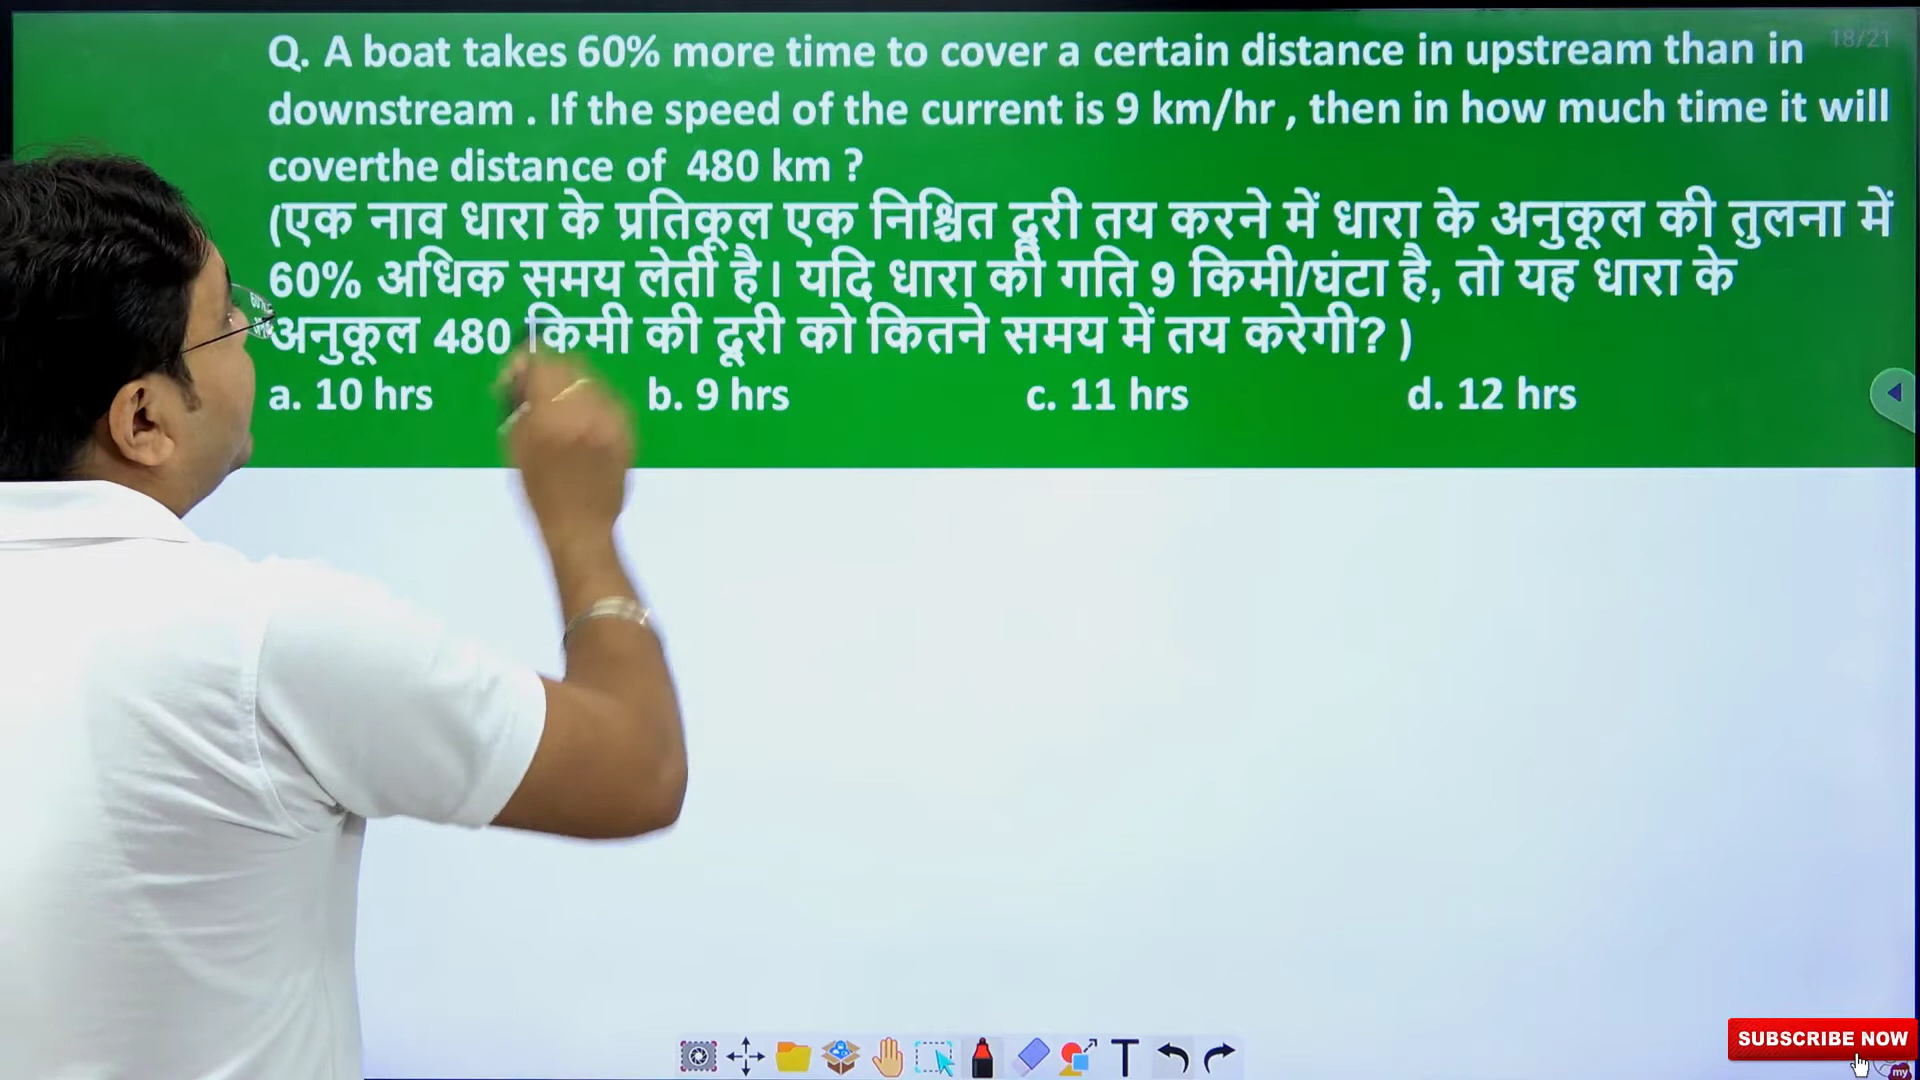 18/21
Q. A boat takes 60% more time to cover a certain distance in upstream than in
downstream . If the speed of the current is 9 km/hr , then in how much time it will
coverthe distance of 480 km ?
(एक नाव धारा के प्रतिकूल एक निश्चित दूरी तय करने में धारा के अनुकूल की तुलना में
60% अधिक समय लेती है। यदि धारा की गति 9 किमी/घंटा है, तो यह धारा के
अनुकूल 480 किमी की दूरी को कितने समय में तय करेगी? )
a. 10 hrs b. 9 hrs c. 11 hrs d. 12 hrs
T
SUBSCRIBE NOW
my